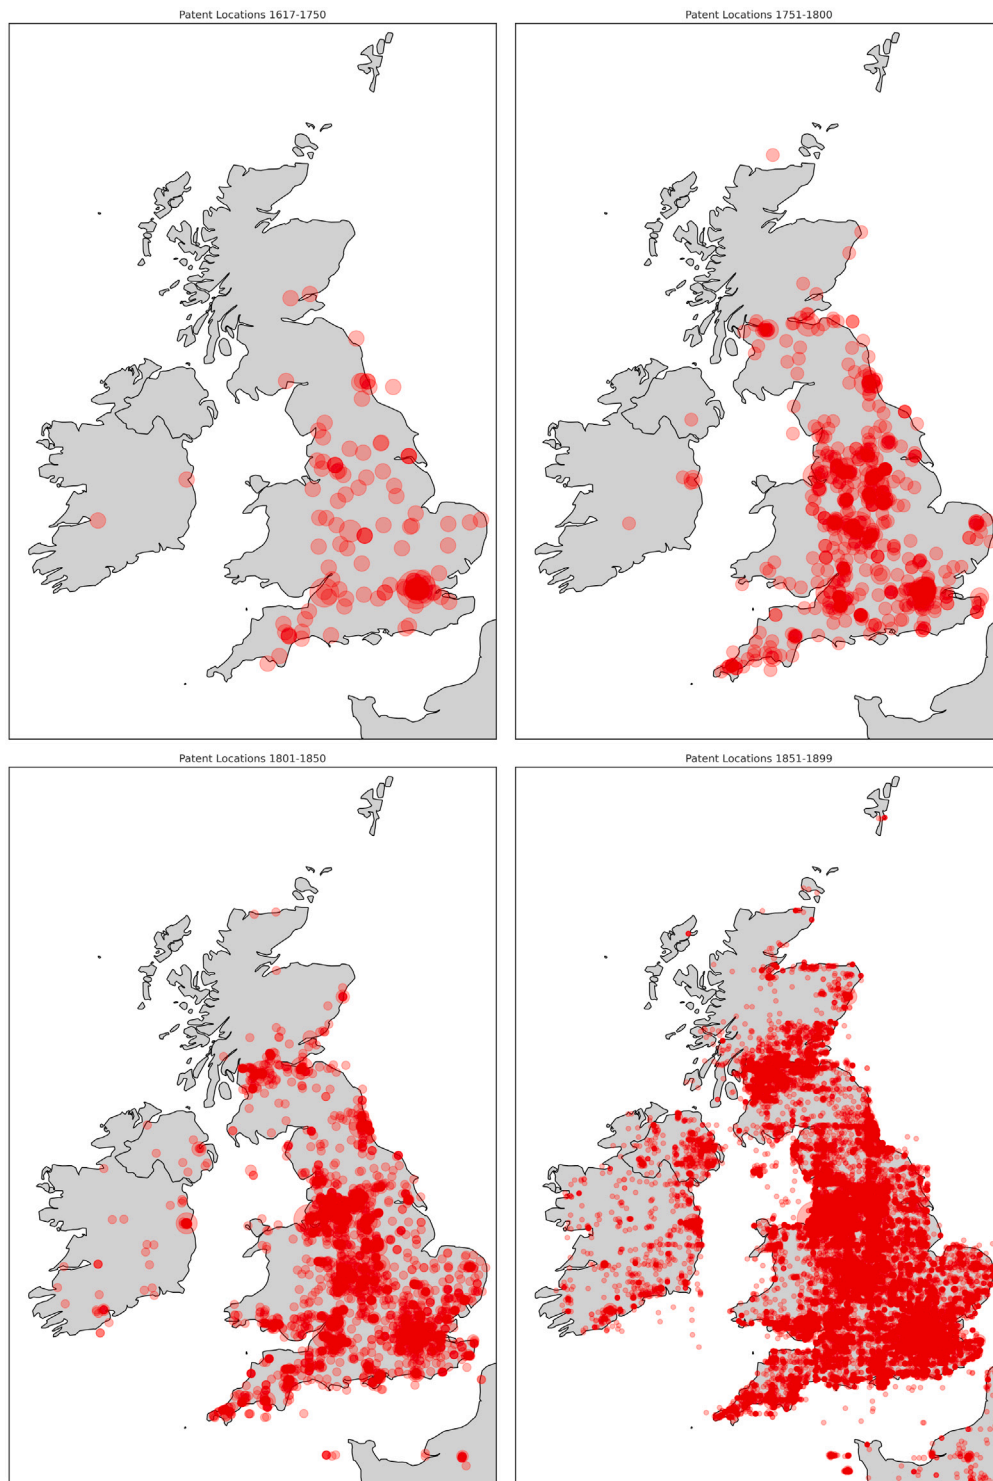 Patent Locations 1617-1750
Patent Locations 1751-1800
Patent Locations 1801-1850
Patent Locations 1851-1899